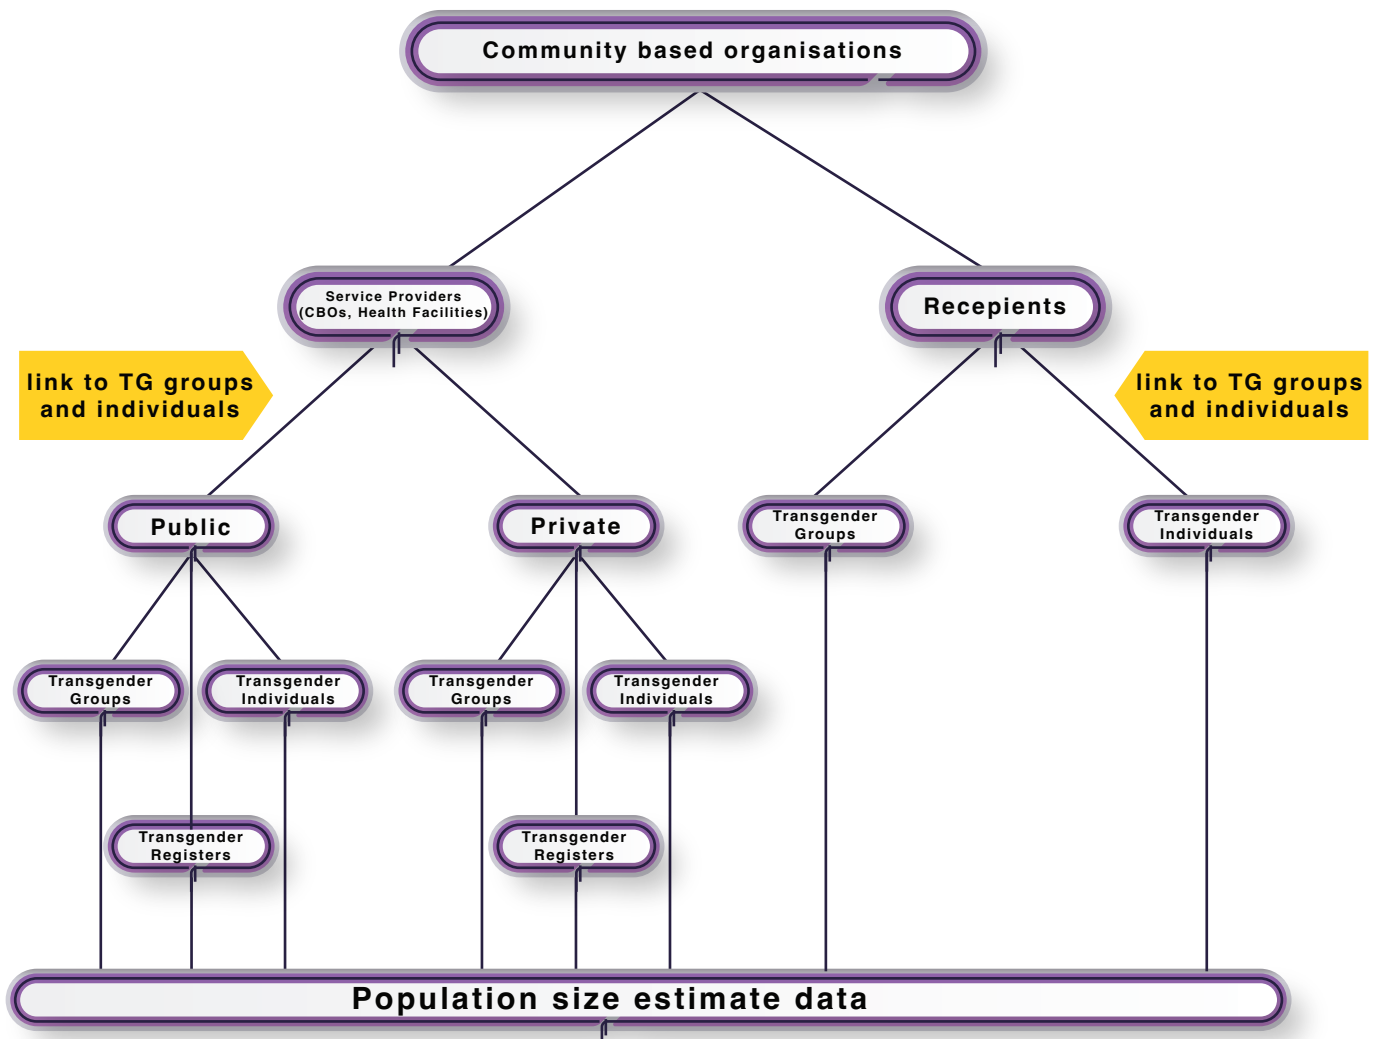 Community based organisations
Service Providers
(CBOs, Health Facilities)
Recepients
link to TG groups
and individuals
link to TG groups
and individuals
Public
Private
Transgender
Groups
Transgender
Individuals
Transgender
Groups
Transgender
Individuals
Transgender
Groups
Transgender
Individuals
Transgender
Registers
Transgender
Registers
Population size estimate data